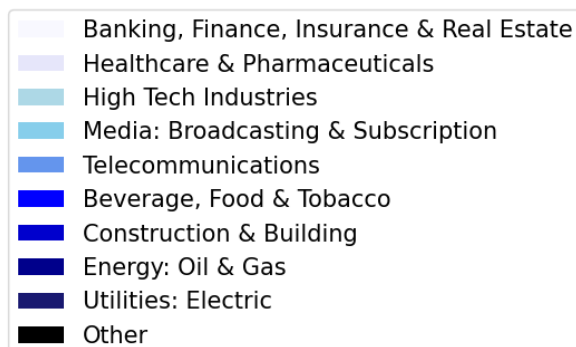 Banking, Finance, Insurance & Real Estate
Healthcare & Pharmaceuticals
High Tech Industries
Media: Broadcasting & Subscription
Telecommunications
Beverage, Food & Tobacco
Construction & Building
Energy: Oil & Gas
Utilities: Electric
Other